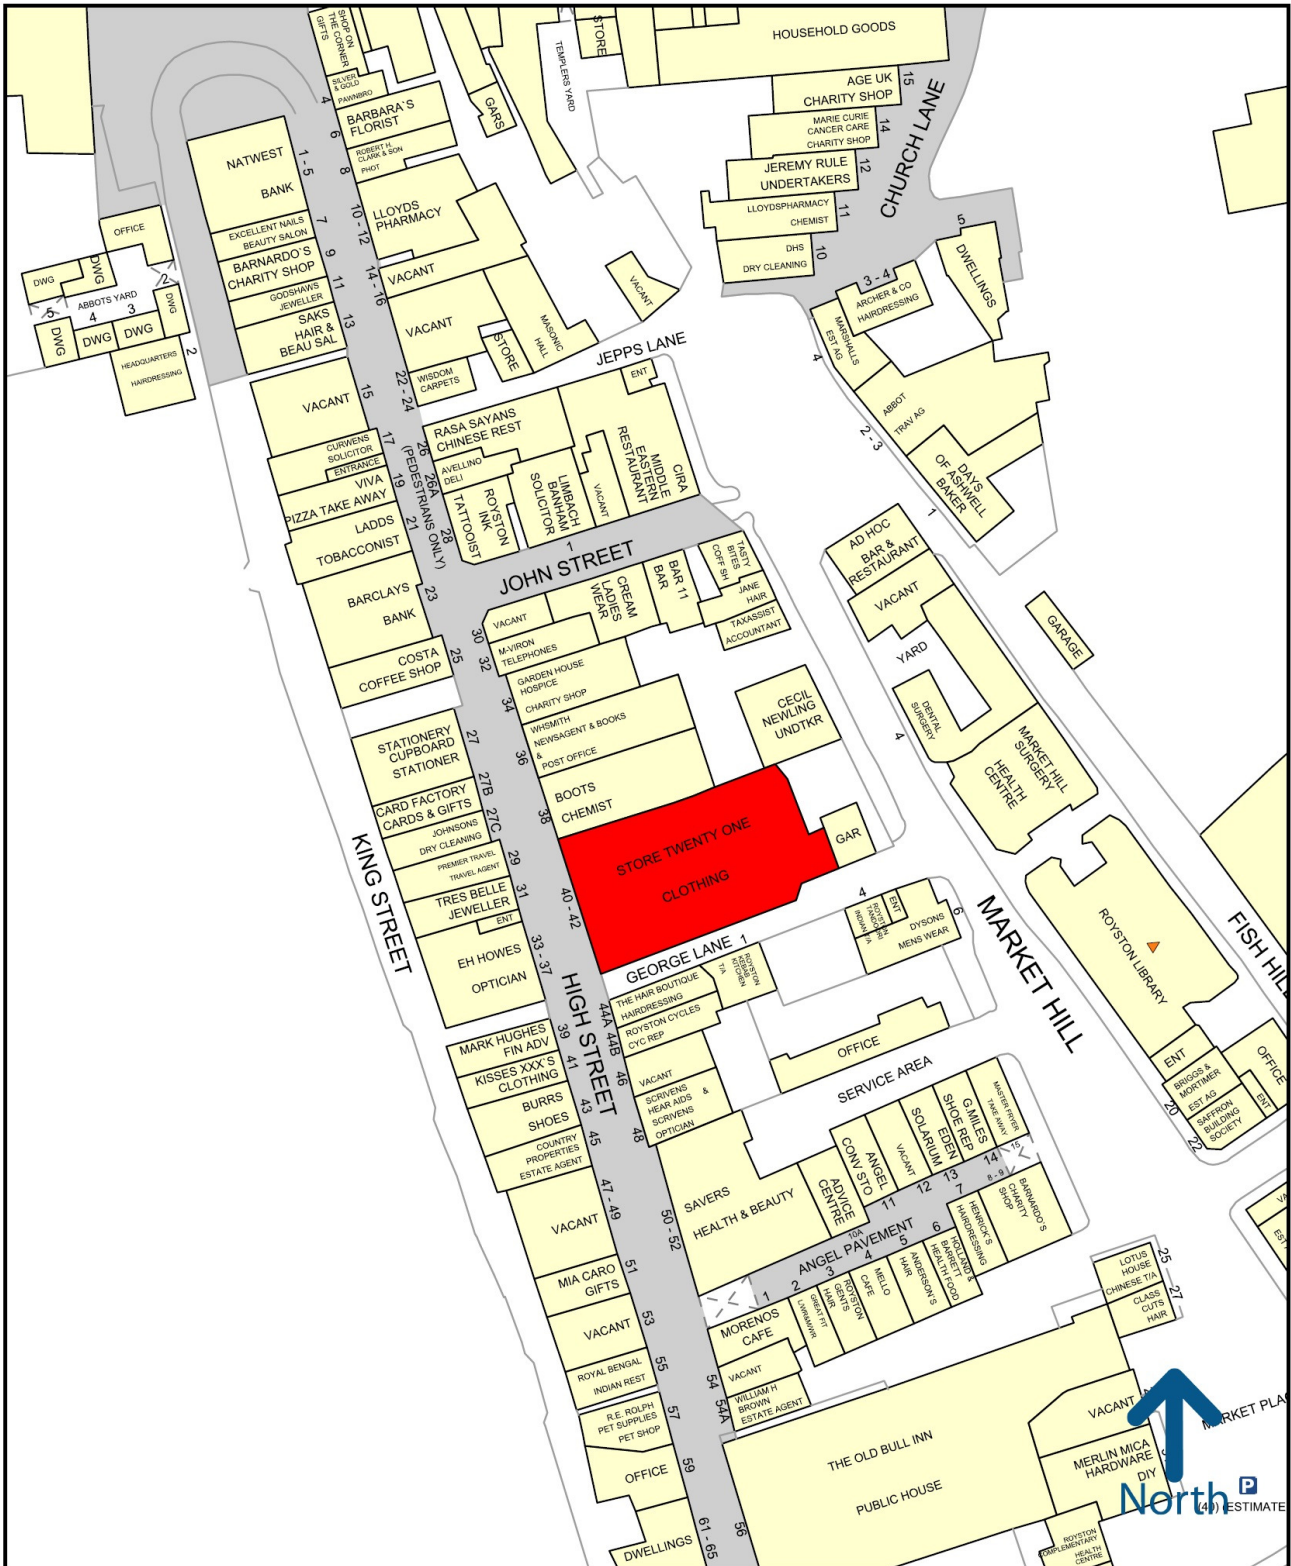 SHOP ON
THE CORNER
GIFTS
SILVER
& GOLD
PAWNBRO
4
BARBARA`S
FLORIST
6
ROBERT H.
CLARK & SON
PHOT
8
LLOYDS
PHARMACY
10 - 12
VACANT
14 - 16
VACANT
STORE
MASONIC
HALL
WISDOM
CARPETS
22 - 24
GARS
TEMPLERS YARD
STORE
VACANT
JEPPS LANE
HOUSEHOLD GOODS
AGE UK
CHARITY SHOP
15
MARIE CURIE
CANCER CARE
CHARITY SHOP
14
JEREMY RULE
UNDERTAKERS
12
LLOYDSPHARMACY
CHEMIST
11
DHS
DRY CLEANING
10
CHURCH LANE
5
DWELLINGS
3 - 4
ARCHER & CO
HAIRDRESSING
MARSHALLS
EST AG
4
ABBOT
TRAV AG
2 - 3
DAYS
OF ASHWELL
BAKER
1
NATWEST
BANK
1 - 5
EXCELLENT NAILS
BEAUTY SALON
7
BARNARDO`S
CHARITY SHOP
9
GODSHAWS
JEWELLER
11
SAKS
HAIR &
BEAU SAL
13
OFFICE
DWG
DWG
ABBOTS YARD
2
DWG
5
4
3
DWG
DWG
DWG
HEADQUARTERS
HAIRDRESSING
2
VACANT
15
CURWENS
SOLICITOR
17
ENTRANCE
VIVA
PIZZA TAKE AWAY
19
LADDS
TOBACCONIST
21
BARCLAYS
BANK
23
COSTA
COFFEE SHOP
25
(PEDESTRIANS ONLY)
RASA SAYANS
CHINESE REST
26
AVELLINO
DELI
26A
ROYSTON
INK
TATTOOIST
28
LIMBACH
BANHAM
SOLICITOR
VACANT
ENT
CIRA
MIDDLE
EASTERN
RESTAURANT
1
JOHN STREET
VACANT
30
M-VIRON
TELEPHONES
32
CREAM
LADIES
WEAR
BAR 11
BAR
TASTY
BITES
COFF SH
JANE
HAIR
TAXASSIST
ACCOUNTANT
GARDEN HOUSE
HOSPICE
CHARITY SHOP
34
WHSMITH
NEWSAGENT & BOOKS
&
POST OFFICE
36
BOOTS
CHEMIST
38
CECIL
NEWLING
UNDTKR
STORE TWENTY ONE
CLOTHING
40 - 42
GAR
AD HOC
BAR &
RESTAURANT
VACANT
YARD
GARAGE
DENTAL
SURGERY
4
MARKET HILL
SURGERY
HEALTH
CENTRE
ROYSTON LIBRARY
FISH HILL
MARKET HILL
STATIONERY
CUPBOARD
STATIONER
27
CARD FACTORY
CARDS & GIFTS
27B
JOHNSONS
DRY CLEANING
27C
PREMIER TRAVEL
TRAVEL AGENT
29
TRES BELLE
JEWELLER
31
ENT
EH HOWES
OPTICIAN
33 - 37
KING STREET
HIGH STREET
GEORGE LANE
1
4
ROYSTON
TANDOORI
INDIAN T/A
ENT
DYSONS
MENS WEAR
6
THE HAIR BOUTIQUE
HAIRDRESSING
44A
ROYSTON
KEBAB
KITCHEN
T/A
ROYSTON CYCLES
CYC REP
44B
VACANT
46
SCRIVENS
HEAR AIDS &
SCRIVENS
OPTICIAN
48
OFFICE
SERVICE AREA
MARK HUGHES
FIN ADV
39
KISSES XXX`S
CLOTHING
41
BURRS
SHOES
43
COUNTRY
PROPERTIES
ESTATE AGENT
45
VACANT
47 - 49
MIA CARO
GIFTS
51
VACANT
53
ROYAL BENGAL
INDIAN REST
55
R.E. ROLPH
PET SUPPLIES
PET SHOP
57
OFFICE
59
DWELLINGS
61 - 65
SAVERS
HEALTH & BEAUTY
50 - 52
ADVICE
CENTRE
10A
ANGEL
CONV STO
11
VACANT
12
EDEN
SOLARIUM
13
G.MILES
SHOE REP
14
MASTER FRYER
TAKE AWAY
15
ANGEL PAVEMENT
1
2
3
4
5
6
7
8 - 9
MORENOS
CAFE
GREAT FIT
ROYSTON
GENTS
HAIR
MELLO
CAFE
ANDERSON'S
HAIR
HOLLAND &
BARRETT
HEALTH FOOD
HENRICK'S
HAIRDRESSING
BARNARDO`S
CHARITY
SHOP
VACANT
54
WILLIAM H
BROWN
ESTATE AGENT
54A
THE OLD BULL INN
PUBLIC HOUSE
56
ENT
BRIGGS &
MORTIMER
EST AG
20
SAFFRON
BUILDING
SOCIETY
22
OFFICE
ENT
LOTUS
HOUSE
CHINESE T/A
25
CLASS
CUTS
HAIR
27
VACANT
MERLIN MICA
HARDWARE
DIY
ROYSTON
COMPLEMENTARY
HEALTH
CENTRE
North
P